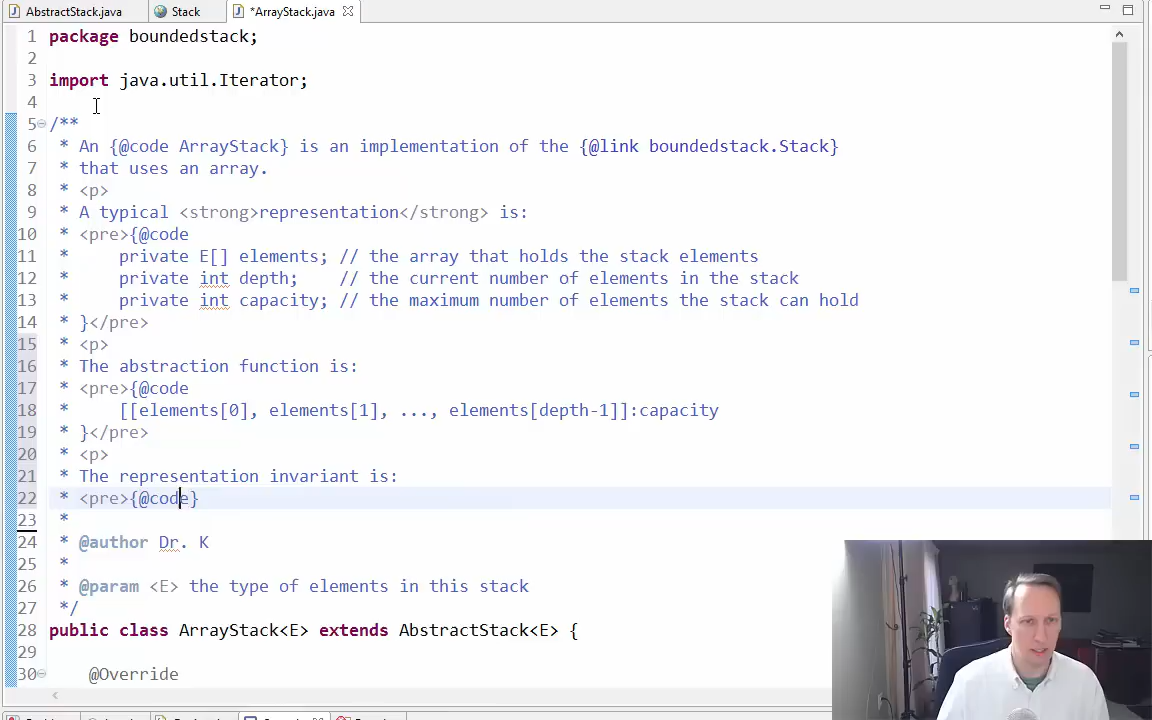 AbstractStack.java Stack *ArrayStack.java
1 package boundedstack;
2
3 import java.util.Iterator;
4
5 /**
6 * An {@code ArrayStack} is an implementation of the {@link boundedstack.Stack}
7 * that uses an array.
8 * <p>
9 * A typical <strong>representation</strong> is:
10 * <pre>{@code
11 *     private E[] elements; // the array that holds the stack elements
12 *     private int depth;    // the current number of elements in the stack
13 *     private int capacity; // the maximum number of elements the stack can hold
14 * }</pre>
15 * <p>
16 * The abstraction function is:
17 * <pre>{@code
18 *     [[elements[0], elements[1], ..., elements[depth-1]]:capacity
19 * }</pre>
20 * <p>
21 * The representation invariant is:
22 * <pre>{@code}
23 *
24 * @author Dr. K
25 *
26 * @param <E> the type of elements in this stack
27 */
28 public class ArrayStack<E> extends AbstractStack<E> {
29
30     @Override